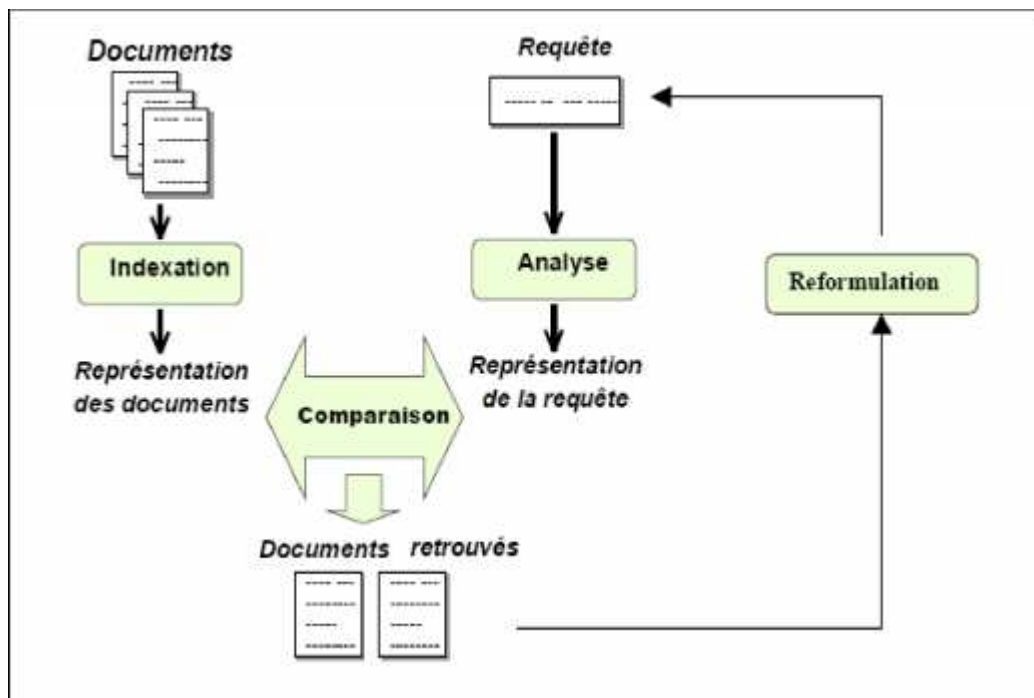 Documents
Requête
Indexation
Analyse
Reformulation
Représentation
des documents
Comparaison
Représentation
de la requête
Documents retrouvés